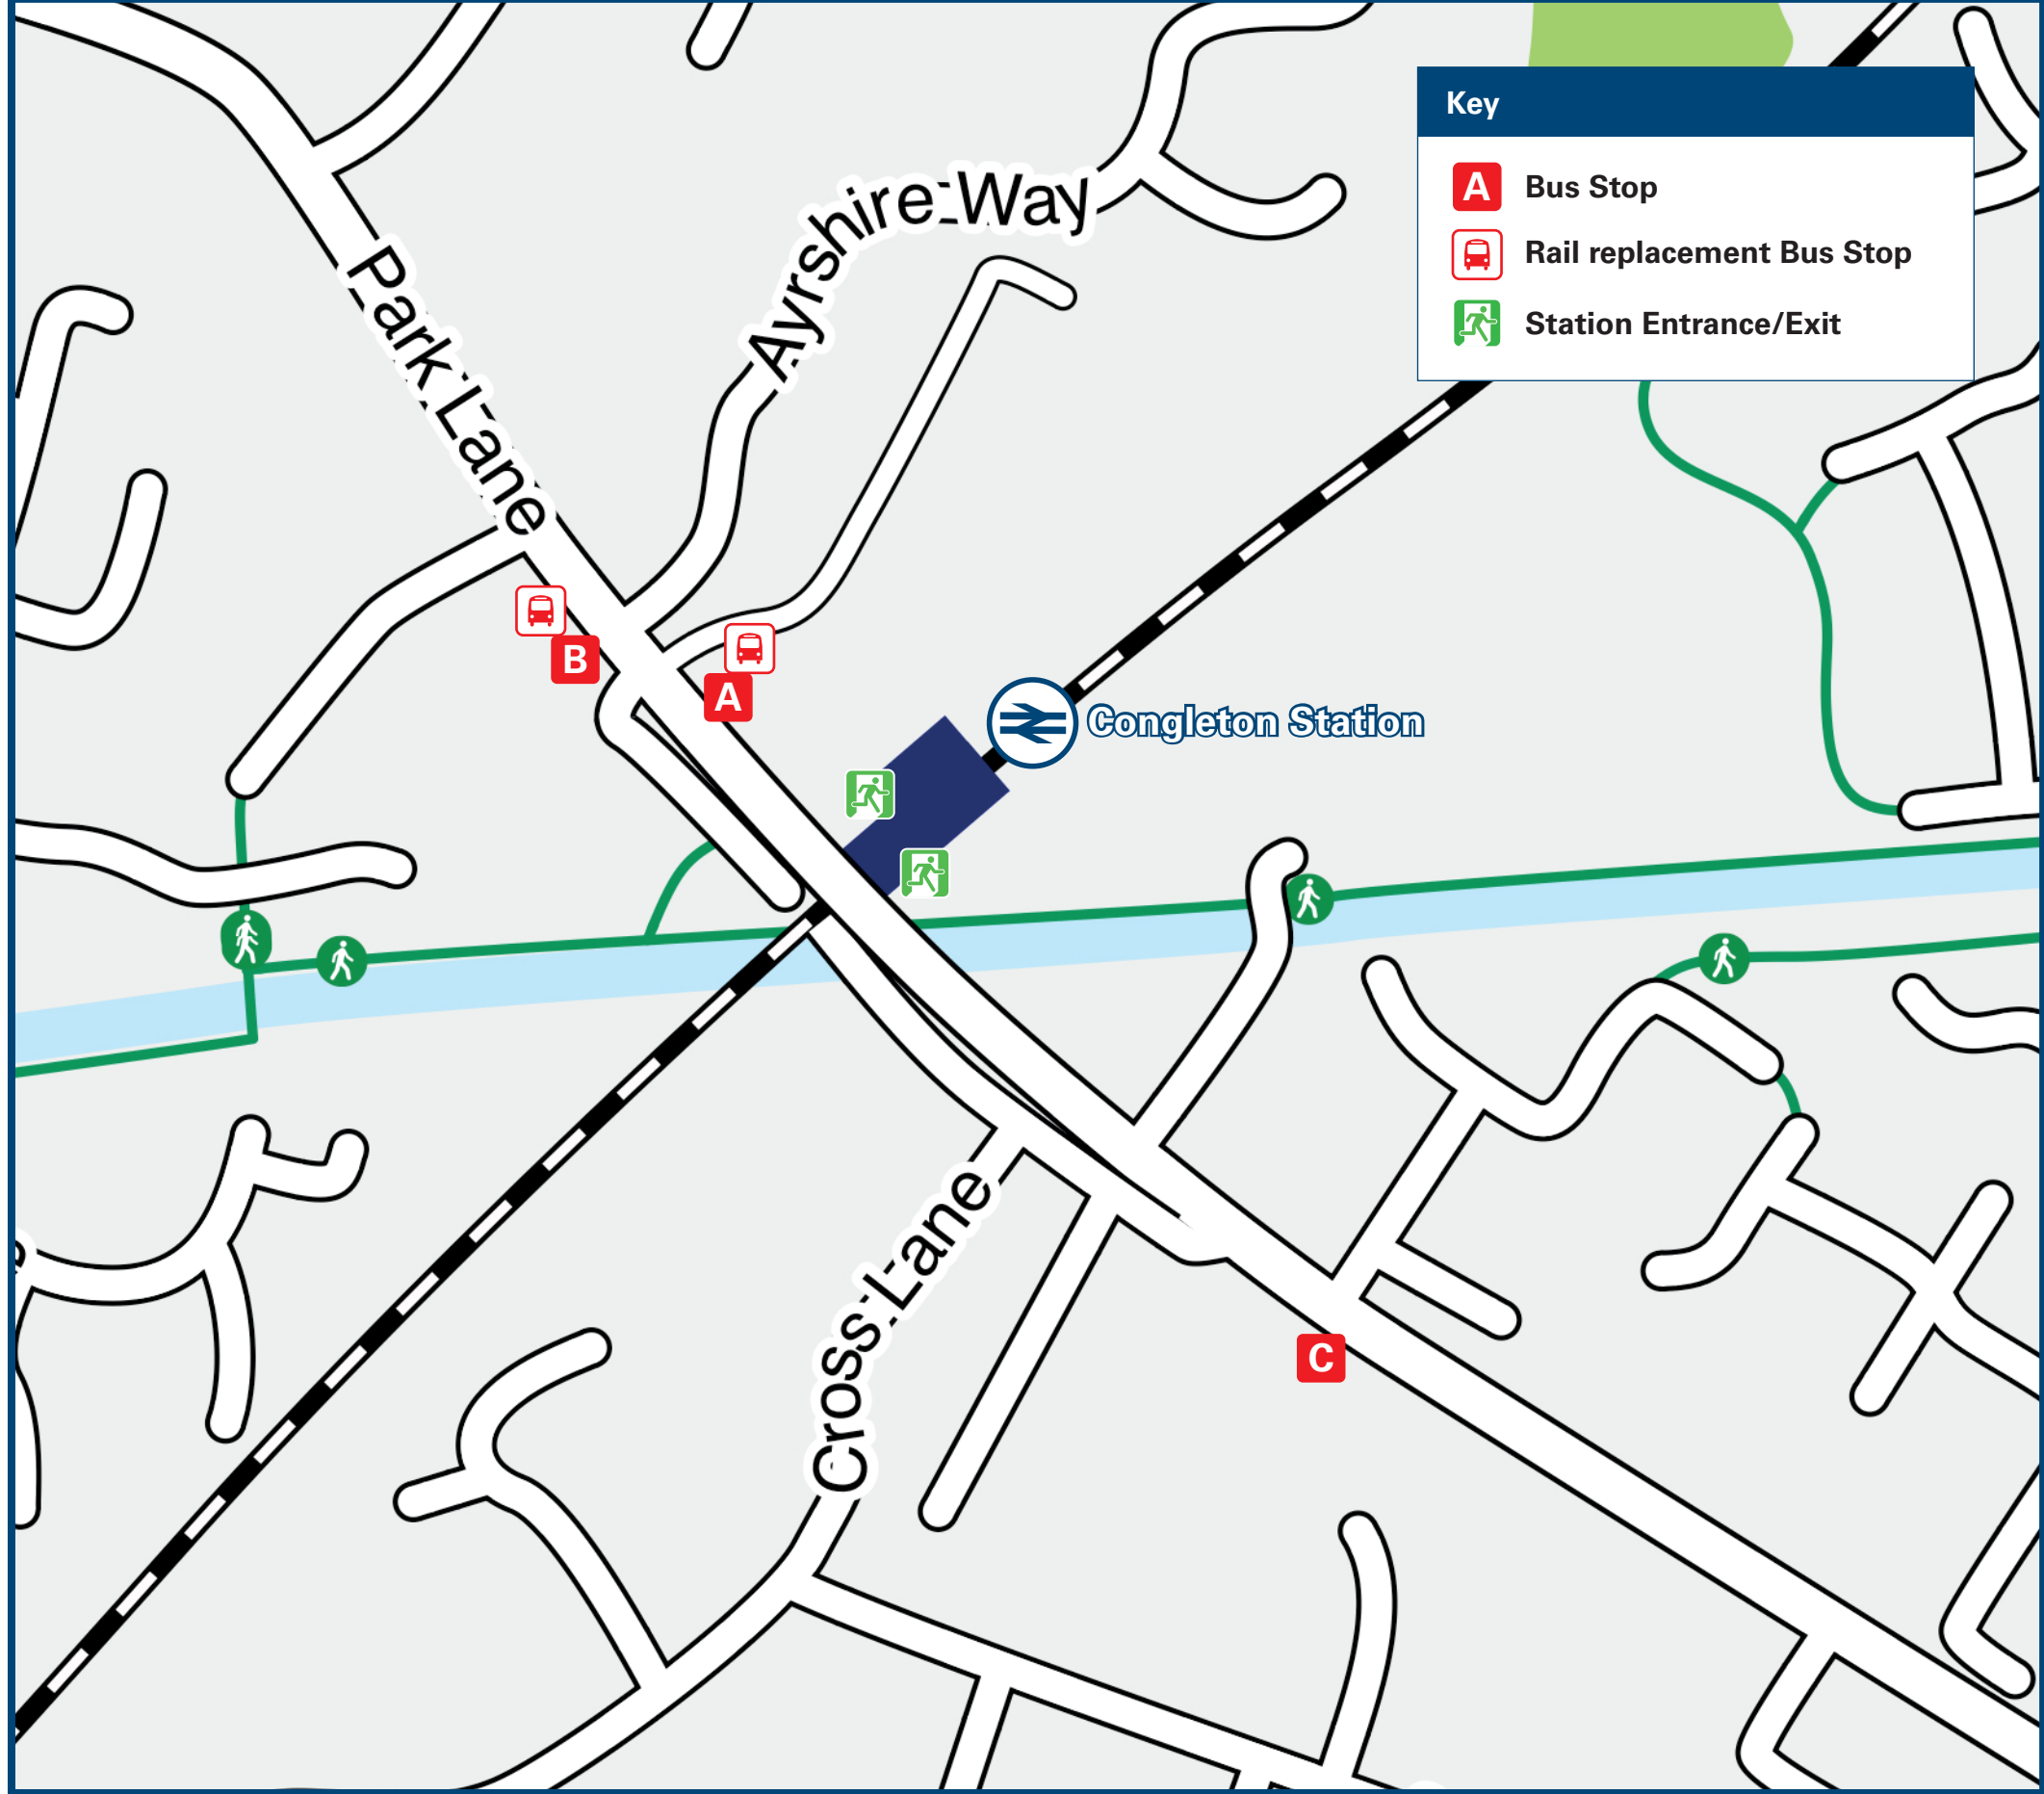 Key
A Bus Stop
Rail replacement Bus Stop
Station Entrance/Exit
Ayrshire Way
Park Lane
B
A
Congleton Station
Cross Lane
C